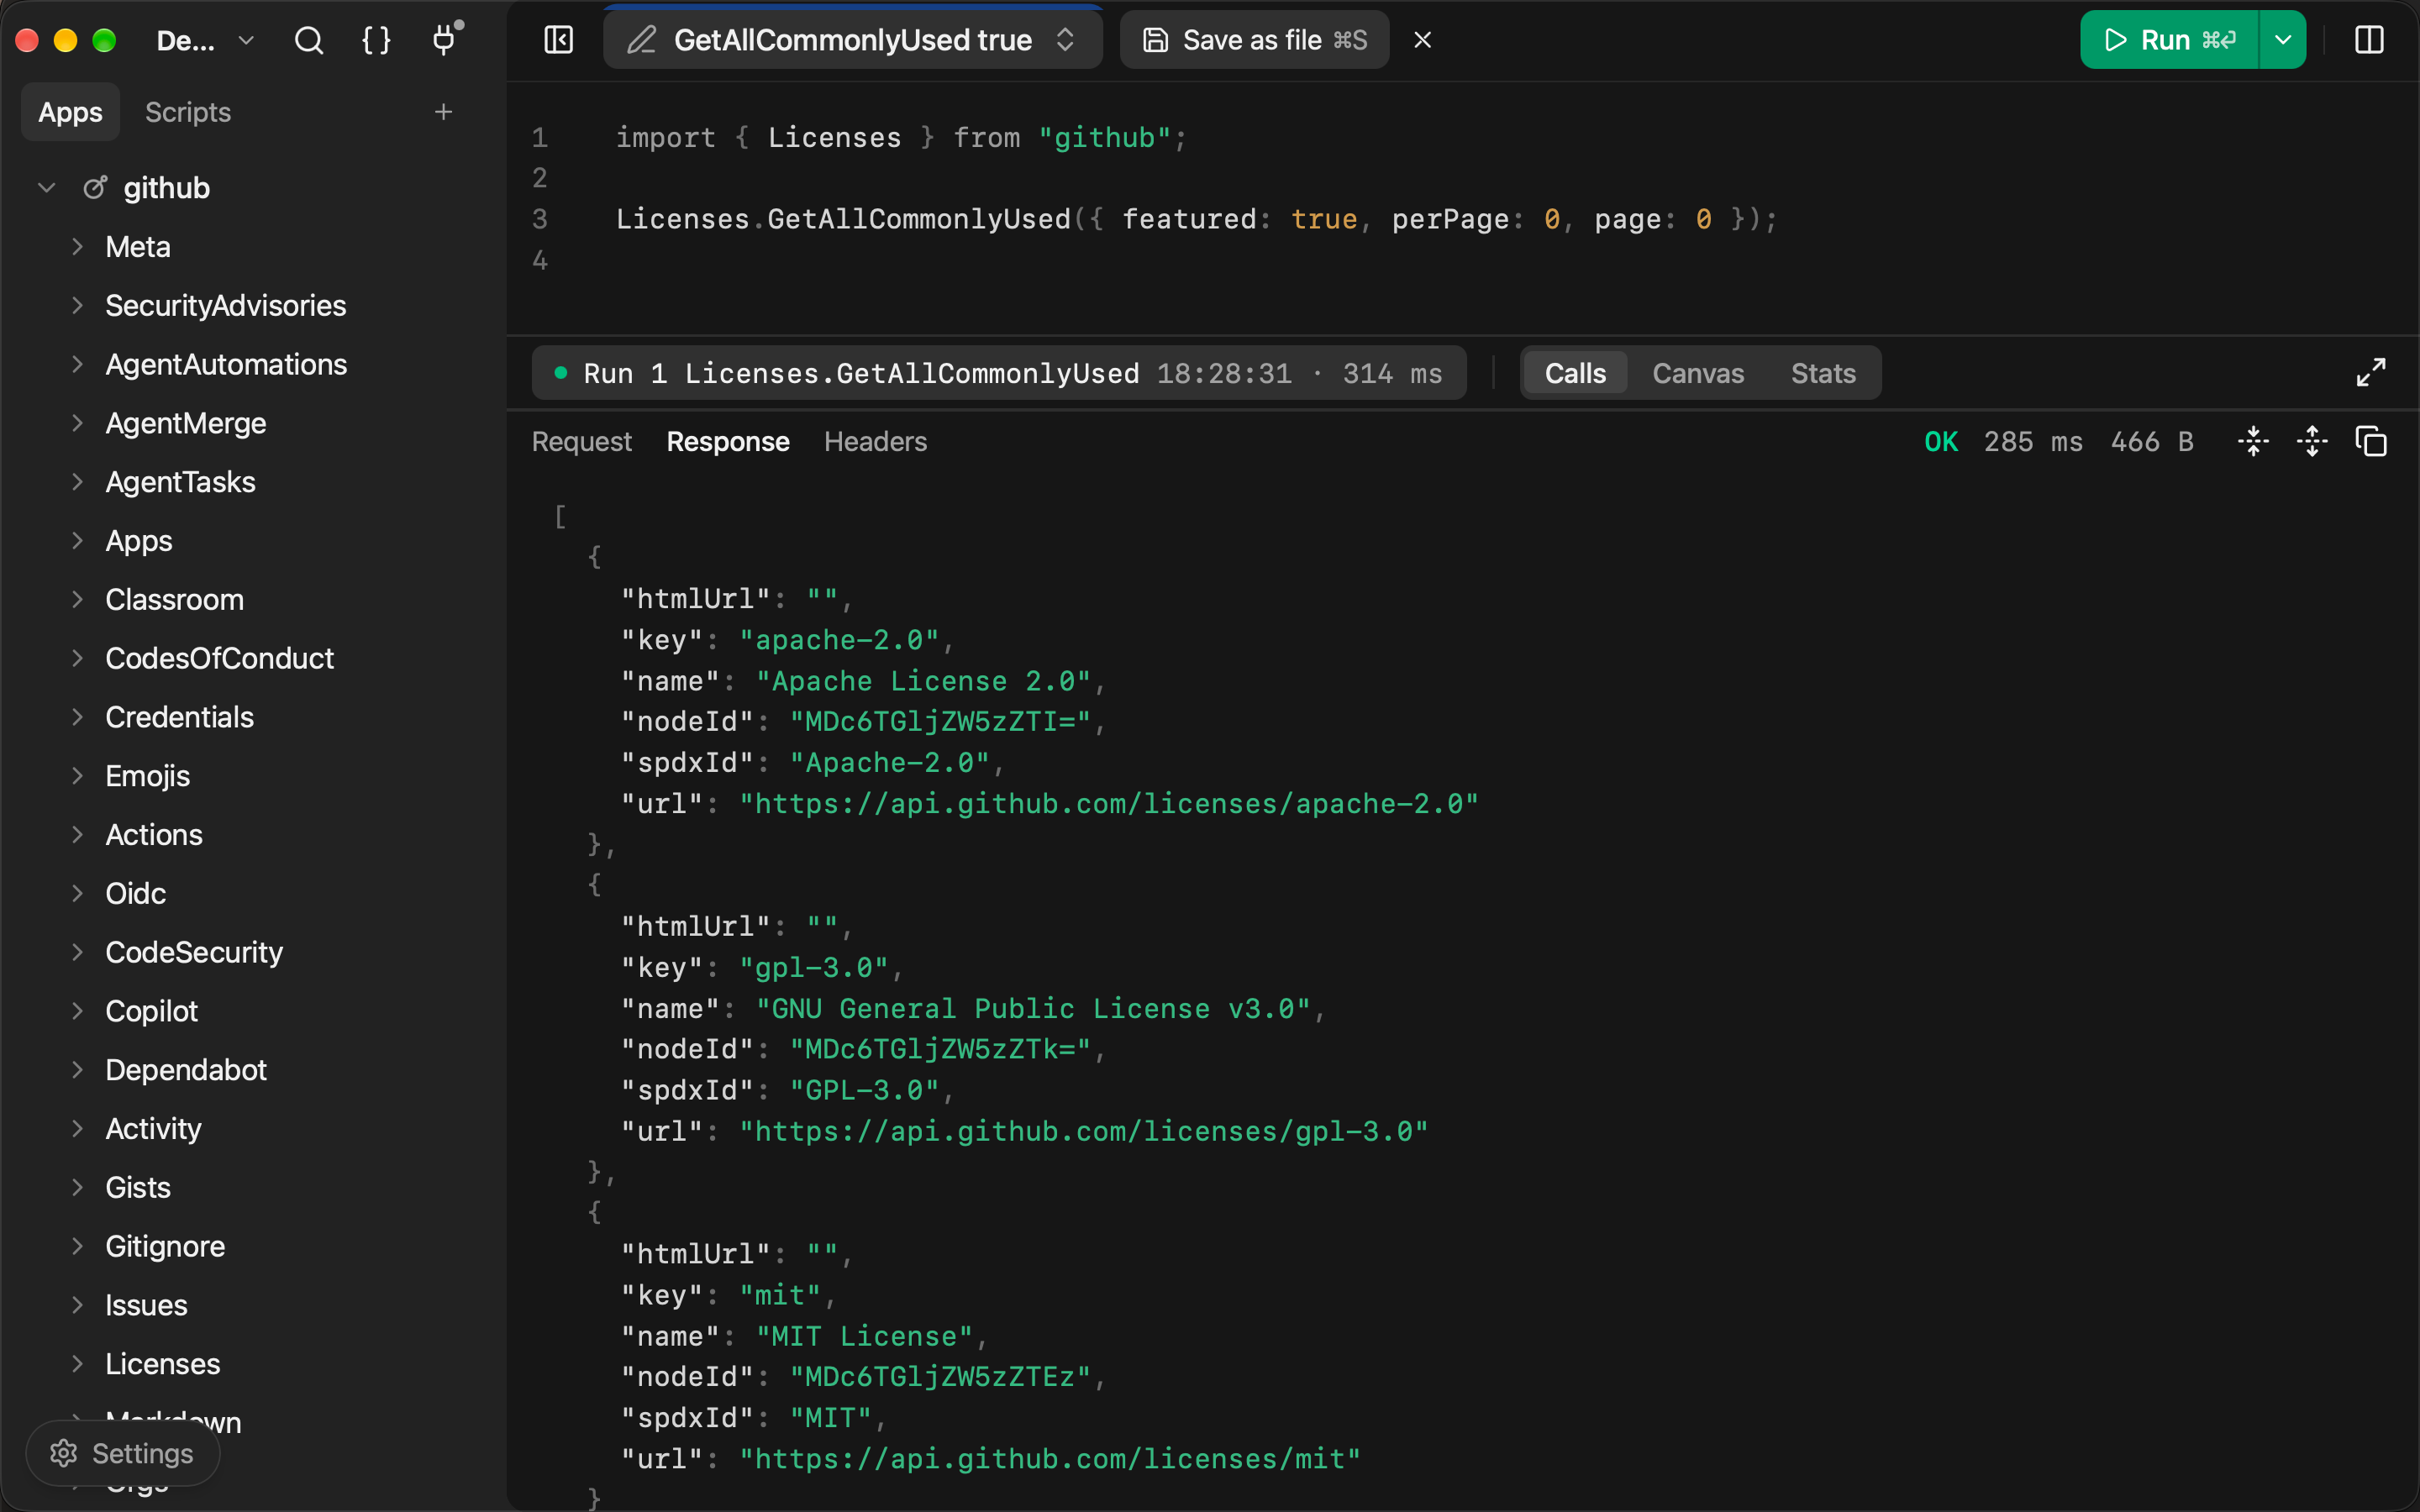 De...
GetAllCommonlyUsed true
Save as file ⌘S
Run ⌘↵
Apps Scripts
github
Meta
SecurityAdvisories
AgentAutomations
AgentMerge
AgentTasks
Apps
Classroom
CodesOfConduct
Credentials
Emojis
Actions
Oidc
CodeSecurity
Copilot
Dependabot
Activity
Gists
Gitignore
Issues
Licenses
Markdown
Settings
1 import { Licenses } from "github";
2
3 Licenses.GetAllCommonlyUsed({ featured: true, perPage: 0, page: 0 });
4
Run 1 Licenses.GetAllCommonlyUsed 18:28:31 · 314 ms
Calls Canvas Stats
Request Response Headers
OK 285 ms 466 B
[
{
"htmlUrl": "",
"key": "apache-2.0",
"name": "Apache License 2.0",
"nodeId": "MDc6TGljZW5zZTI=",
"spdxId": "Apache-2.0",
"url": "https://api.github.com/licenses/apache-2.0"
},
{
"htmlUrl": "",
"key": "gpl-3.0",
"name": "GNU General Public License v3.0",
"nodeId": "MDc6TGljZW5zZTk=",
"spdxId": "GPL-3.0",
"url": "https://api.github.com/licenses/gpl-3.0"
},
{
"htmlUrl": "",
"key": "mit",
"name": "MIT License",
"nodeId": "MDc6TGljZW5zZTEz",
"spdxId": "MIT",
"url": "https://api.github.com/licenses/mit"
}